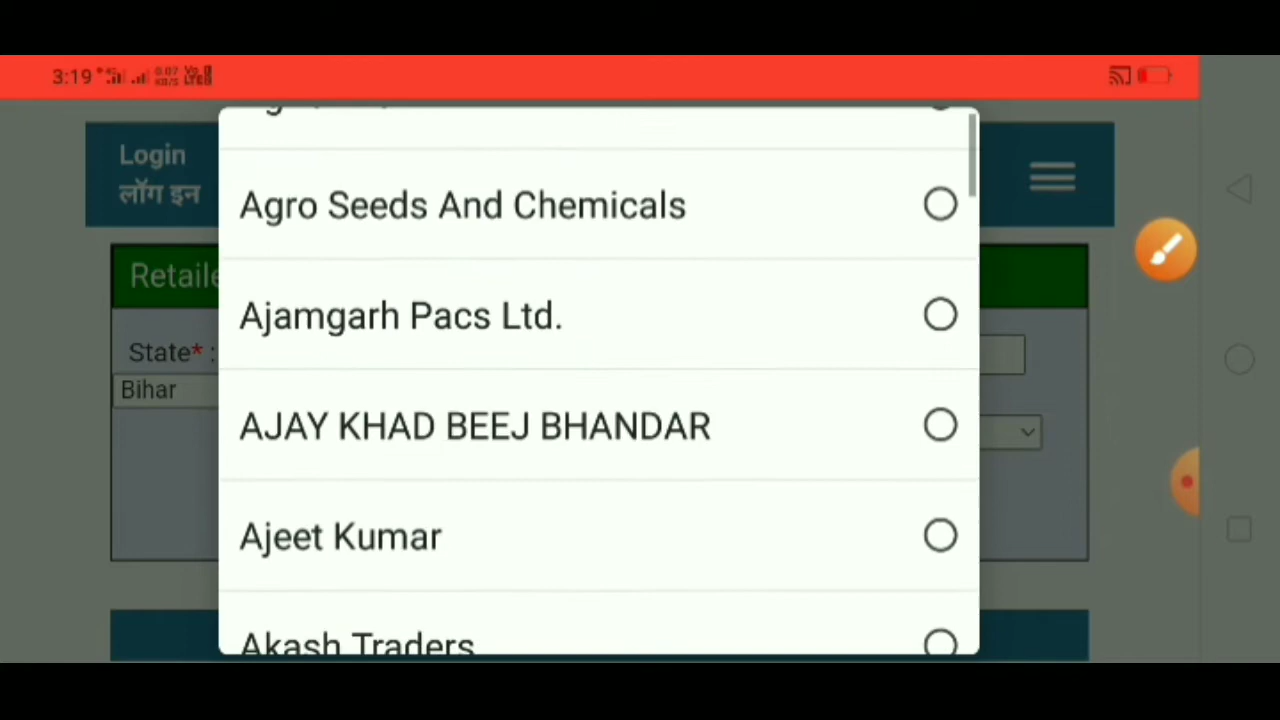 3:19
Login
लॉग इन
Agro Seeds And Chemicals
Retaile
Ajamgarh Pacs Ltd.
State* :
Bihar
AJAY KHAD BEEJ BHANDAR
Ajeet Kumar
Akash Traders